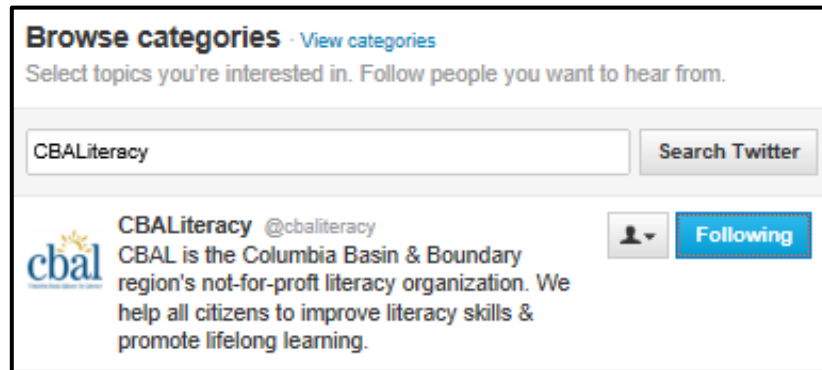 Browse categories · View categories
Select topics you're interested in. Follow people you want to hear from.
CBALiteracy
Search Twitter
CBALiteracy @cbaliteracy
Following
cbal
CBAL is the Columbia Basin & Boundary
region's not-for-proft literacy organization. We
help all citizens to improve literacy skills &
promote lifelong learning.